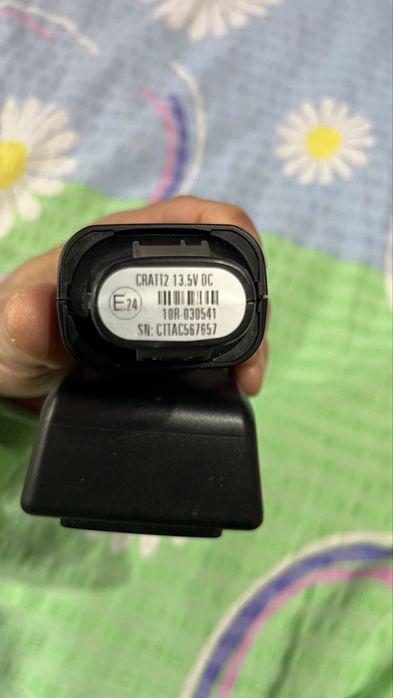 CRATT2 13.5V DC
E24
10R-030541
SN: CTTAC567657